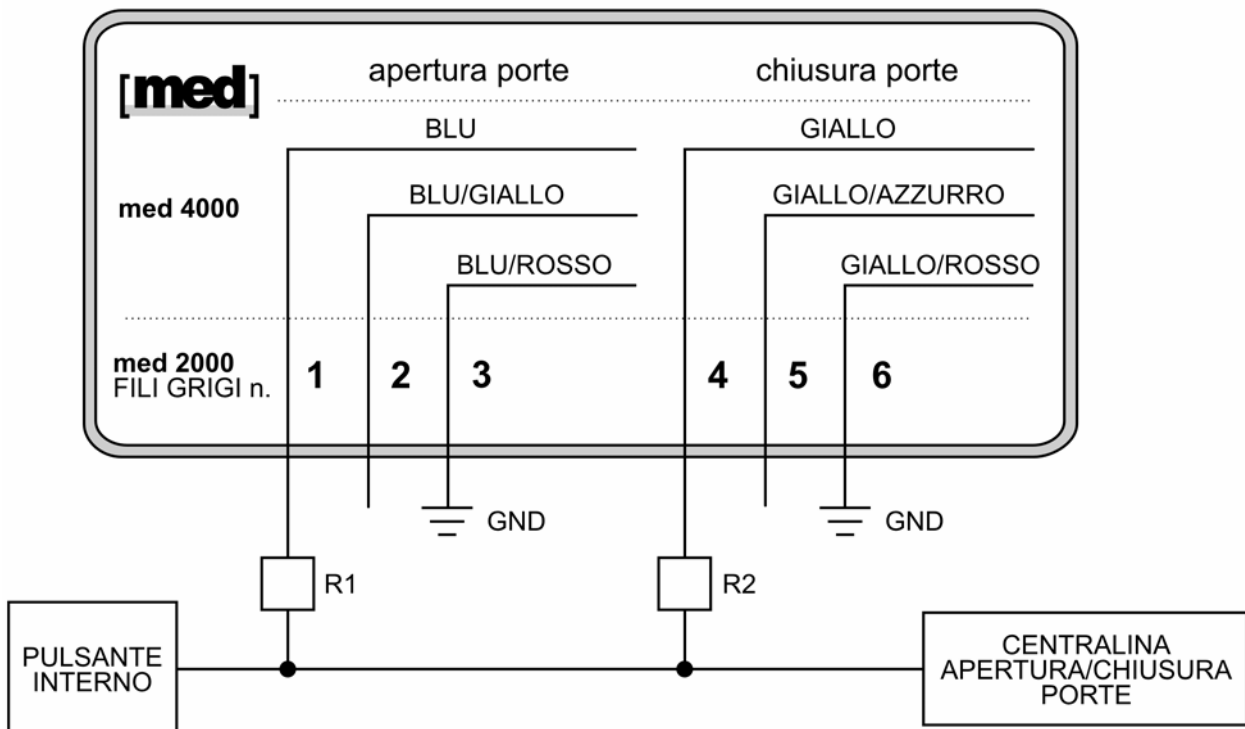 [med]
apertura porte
chiusura porte
BLU
GIALLO
med 4000
BLU/GIALLO
GIALLO/AZZURRO
BLU/ROSSO
GIALLO/ROSSO
med 2000
FILI GRIGI n.
1
2
3
4
5
6
GND
GND
R1
R2
PULSANTE
INTERNO
CENTRALINA
APERTURA/CHIUSURA
PORTE